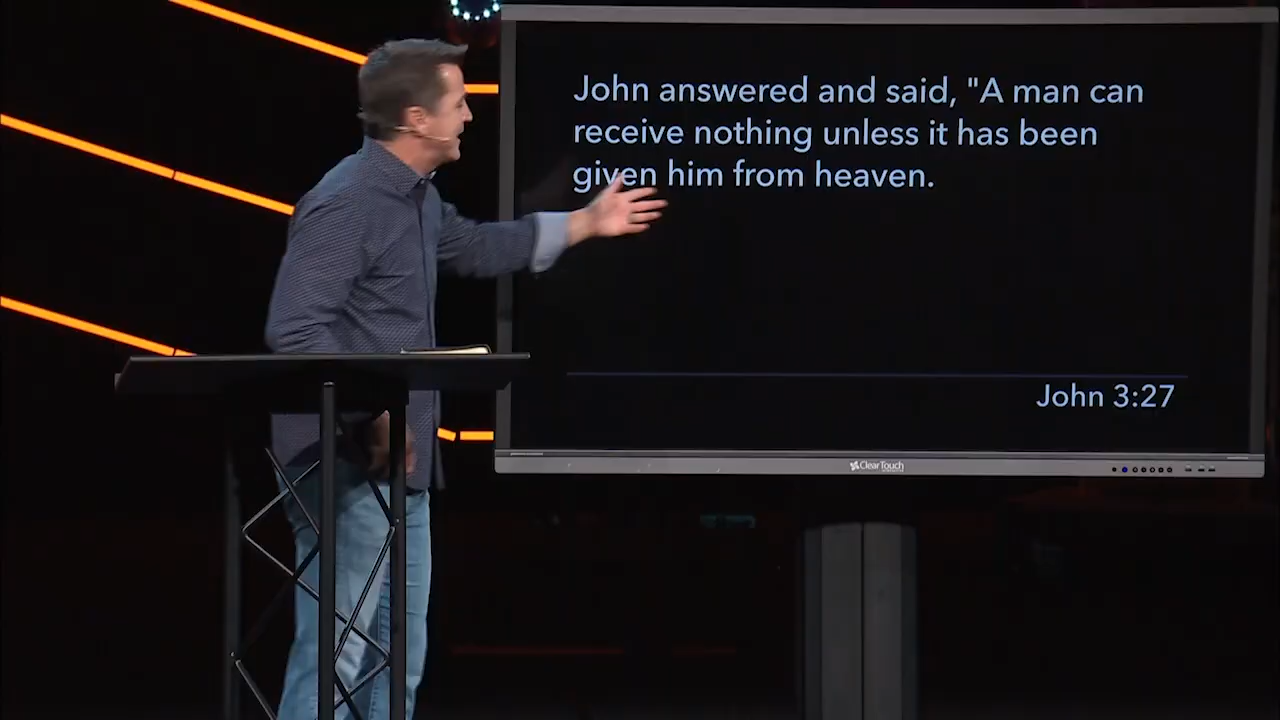 John answered and said, "A man can
receive nothing unless it has been
given him from heaven.
John 3:27
ClearTouch